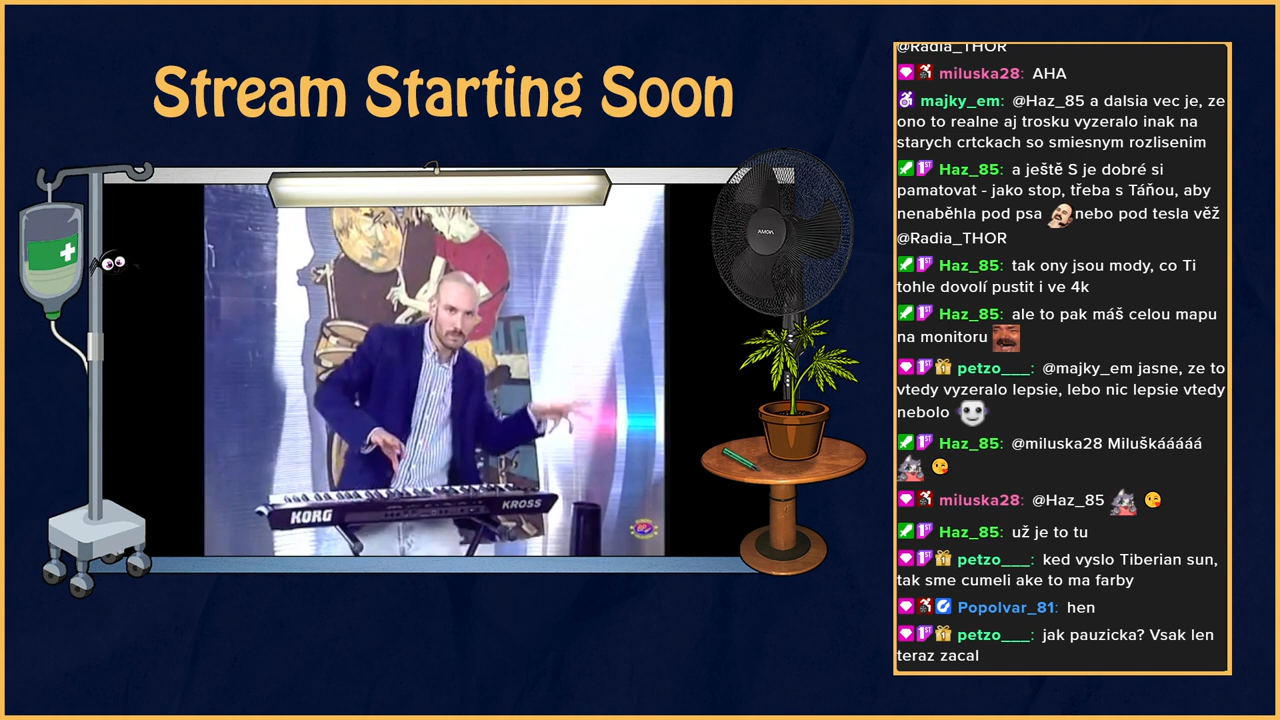 Stream Starting Soon
AMOVA
KORG
KROSS
@Radia_THOR
miluska28: AHA
majky_em: @Haz_85 a dalsia vec je, ze
ono to realne aj trosku vyzeralo inak na
starych crtckach so smiesnym rozlisenim
Haz_85: a ještě S je dobré si
pamatovat - jako stop, třeba s Táňou, aby
nenaběhla pod psa nebo pod tesla věž
@Radia_THOR
Haz_85: tak ony jsou mody, co Ti
tohle dovolí pustit i ve 4k
Haz_85: ale to pak máš celou mapu
na monitoru
petzo___: @majky_em jasne, ze to
vtedy vyzeralo lepsie, lebo nic lepsie vtedy
nebolo
Haz_85: @miluska28 Miluškááááá
miluska28: @Haz_85
Haz_85: už je to tu
petzo___: ked vyslo Tiberian sun,
tak sme cumeli ake to ma farby
Popolvar_81: hen
petzo___: jak pauzicka? Vsak len
teraz zacal